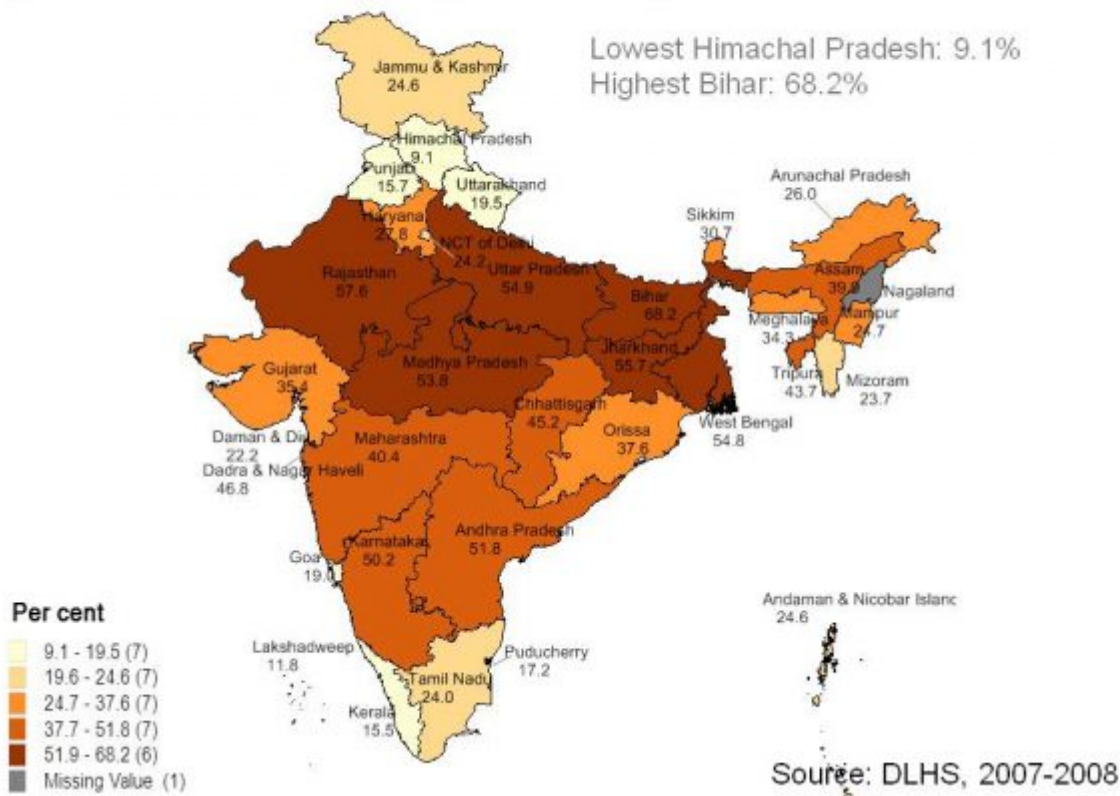 Lowest Himachal Pradesh: 9.1%
Highest Bihar: 68.2%
Jammu & Kashmir
24.6
Himachal Pradesh
9.1
Punjab
15.7
Uttarakhand
19.5
Arunachal Pradesh
26.0
Sikkim
30.7
Haryana
27.8
NCT of Delhi
24.2
Rajasthan
57.6
Uttar Pradesh
54.9
Assam
39.9
Bihar
68.2
Nagaland
Meghalaya
34.3
Manipur
24.7
Jharkhand
55.7
Madhya Pradesh
53.8
Gujarat
35.4
Tripura
43.7
Mizoram
23.7
Chhattisgarh
45.2
West Bengal
54.8
Orissa
37.6
Daman & Diu
22.2
Maharashtra
40.4
Dadra & Nagar Haveli
46.8
Andhra Pradesh
51.8
Karnataka
50.2
Goa
19.0
Per cent
9.1 - 19.5 (7)
19.6 - 24.6 (7)
24.7 - 37.6 (7)
37.7 - 51.8 (7)
51.9 - 68.2 (6)
Missing Value (1)
Lakshadweep
11.8
Puducherry
17.2
Tamil Nadu
24.0
Kerala
15.5
Andaman & Nicobar Islanc
24.6
Source: DLHS, 2007-2008